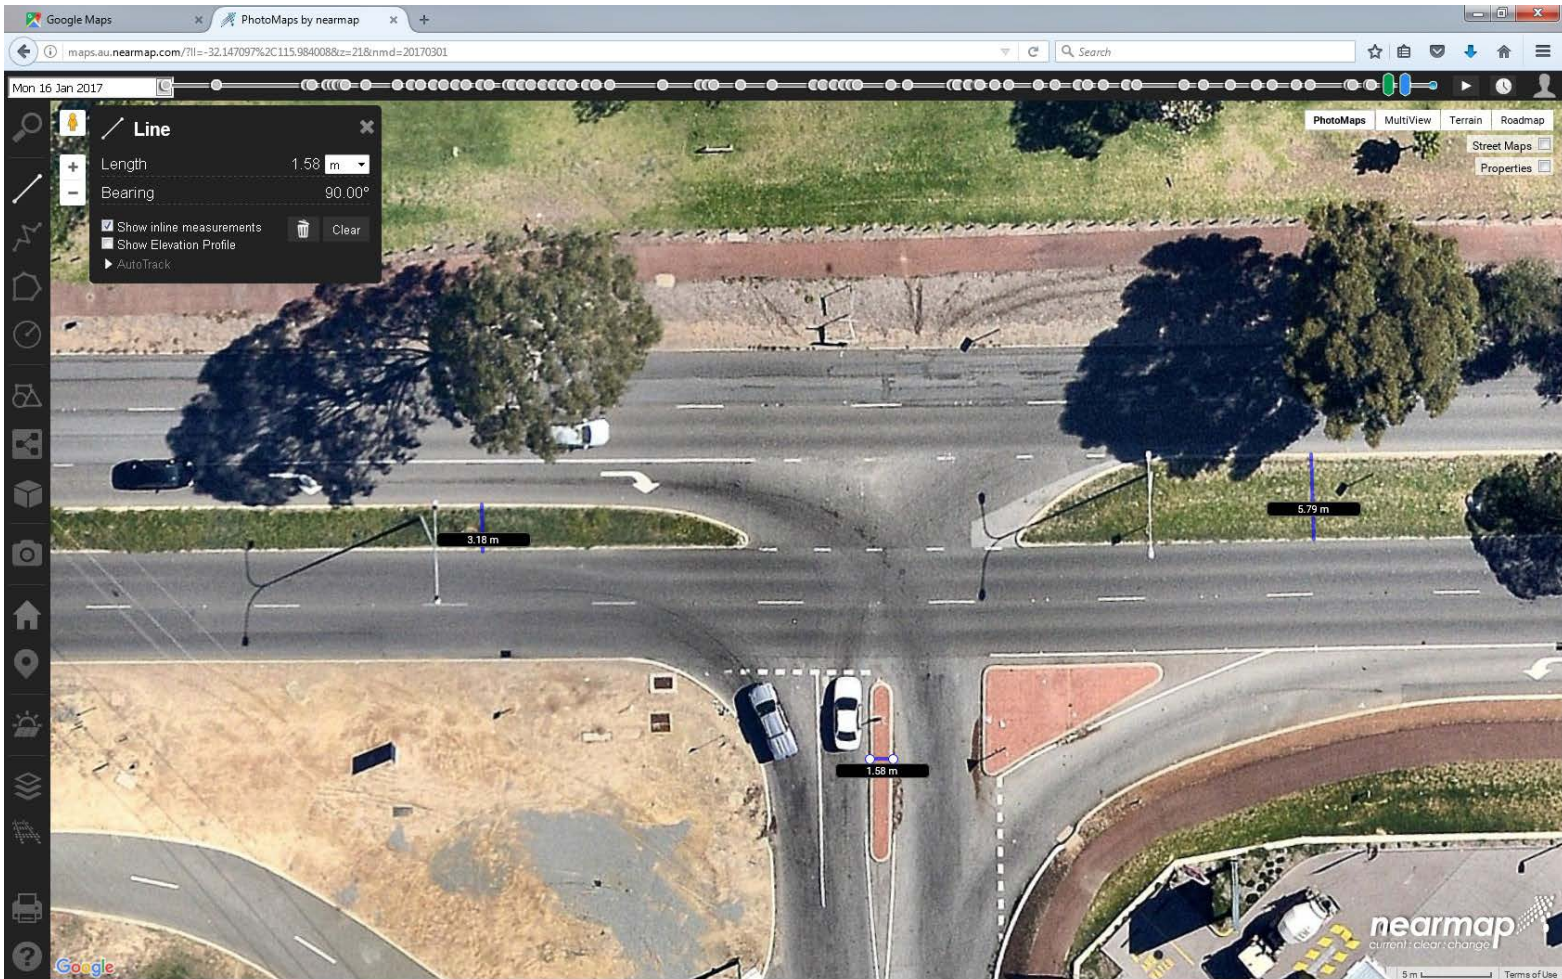 Google Maps
PhotoMaps by nearmap
maps.au.nearmap.com/?ll=-32.147097%2C115.984008&z=21&nmd=20170301
Search
Mon 16 Jan 2017
Line
Length 1.58 m
Bearing 90.00°
Show inline measurements
Clear
Show Elevation Profile
AutoTrack
PhotoMaps MultiView Terrain Roadmap
Street Maps
Properties
5.79 m
3.18 m
1.58 m
nearmap
current:clear:change
Google
5 m
Terms of Use